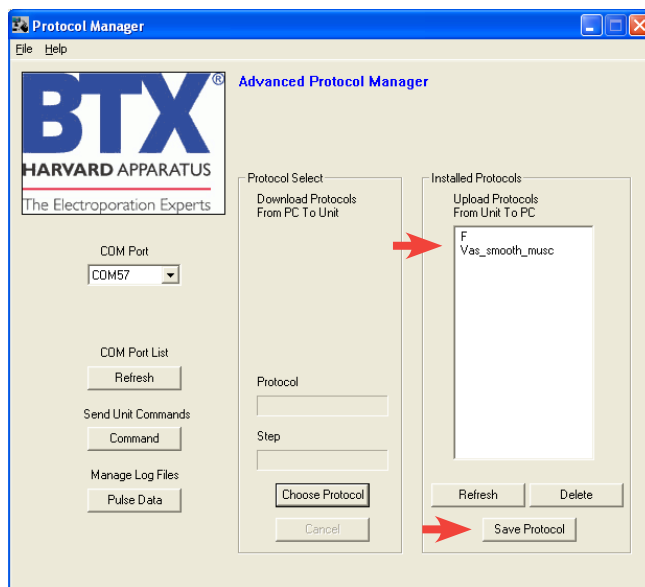 Protocol Manager
File Help
BTX®
HARVARD APPARATUS
The Electroporation Experts
Advanced Protocol Manager
COM Port
COM57
COM Port List
Refresh
Send Unit Commands
Command
Manage Log Files
Pulse Data
Protocol Select
Download Protocols
From PC To Unit
Protocol
Step
Choose Protocol
Cancel
Installed Protocols
Upload Protocols
From Unit To PC
F
Vas_smooth_musc
Refresh Delete
Save Protocol